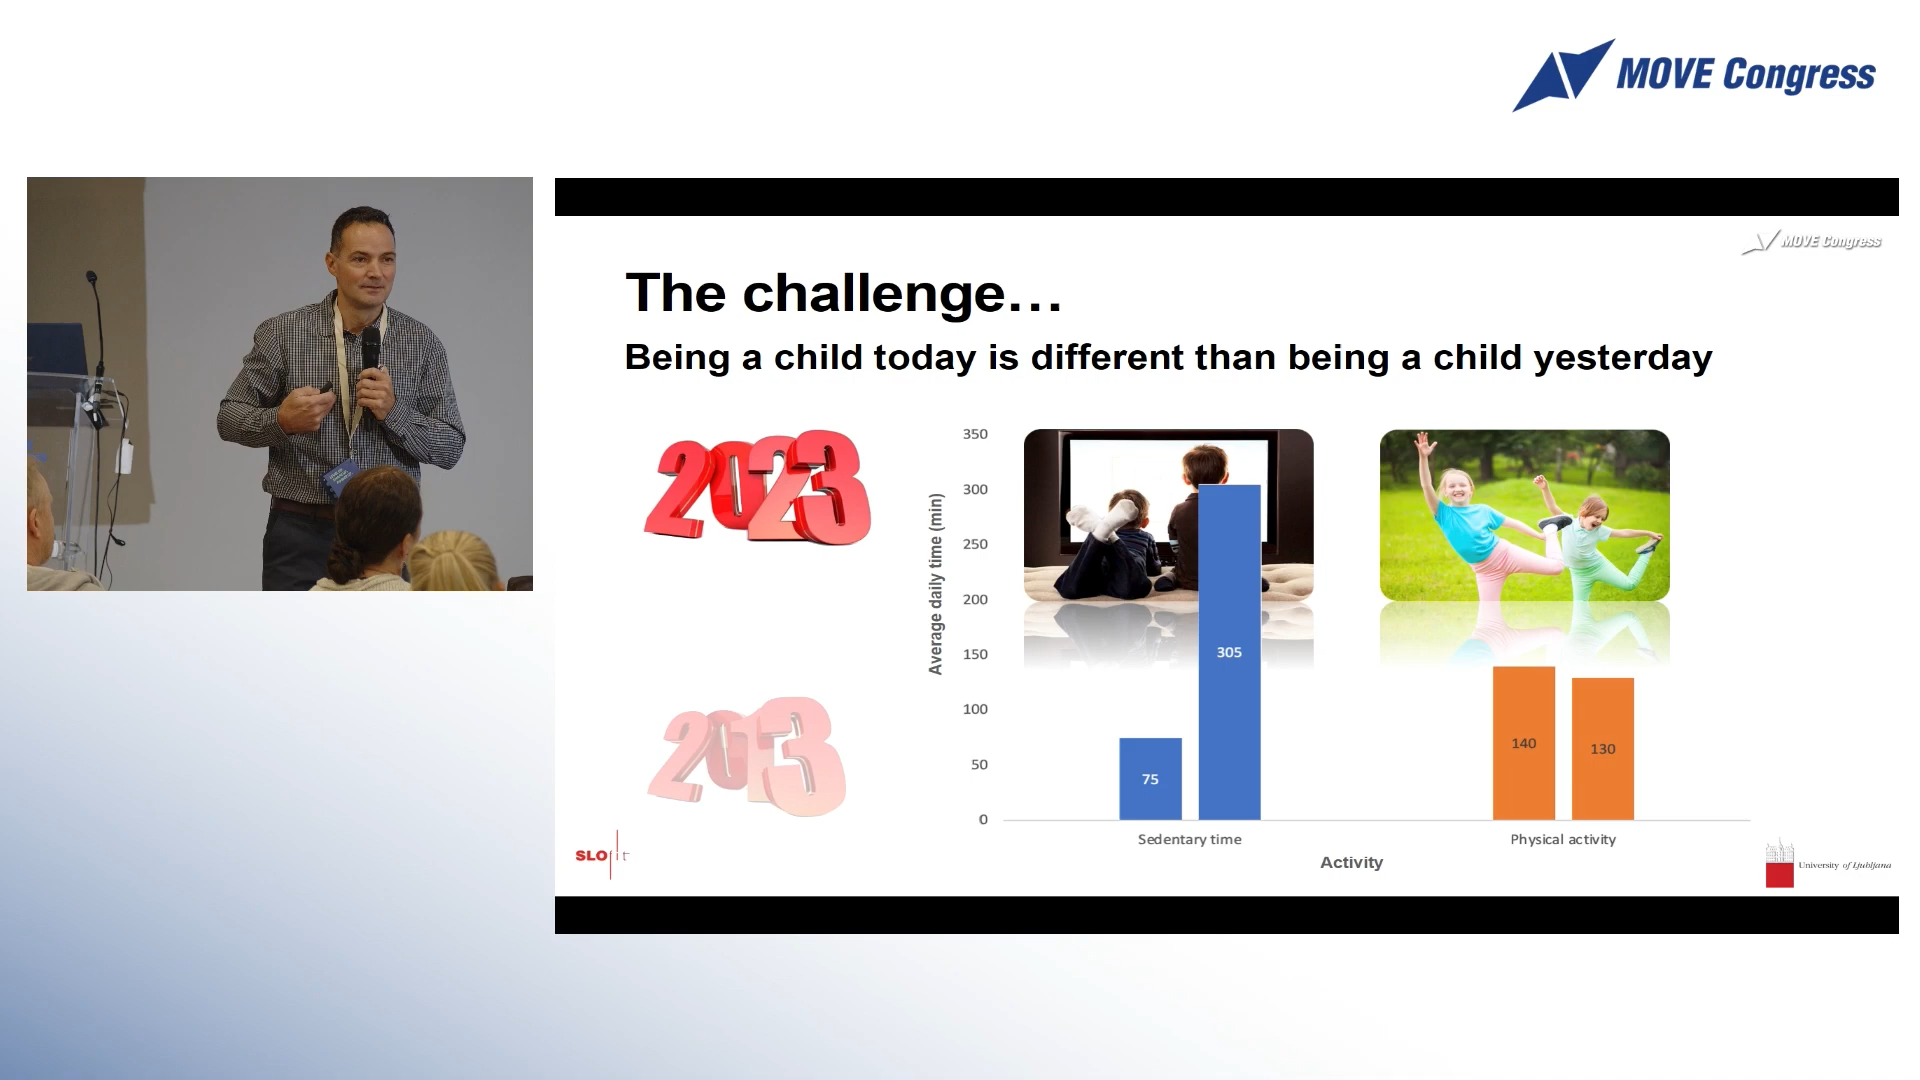 MOVE Congress
MOVE Congress
The challenge...
Being a child today is different than being a child yesterday
2023
2013
Average daily time (min)
350
300
250
200
150
100
50
0
75
305
140
130
Sedentary time
Physical activity
Activity
SLOfit
University of Ljubljana